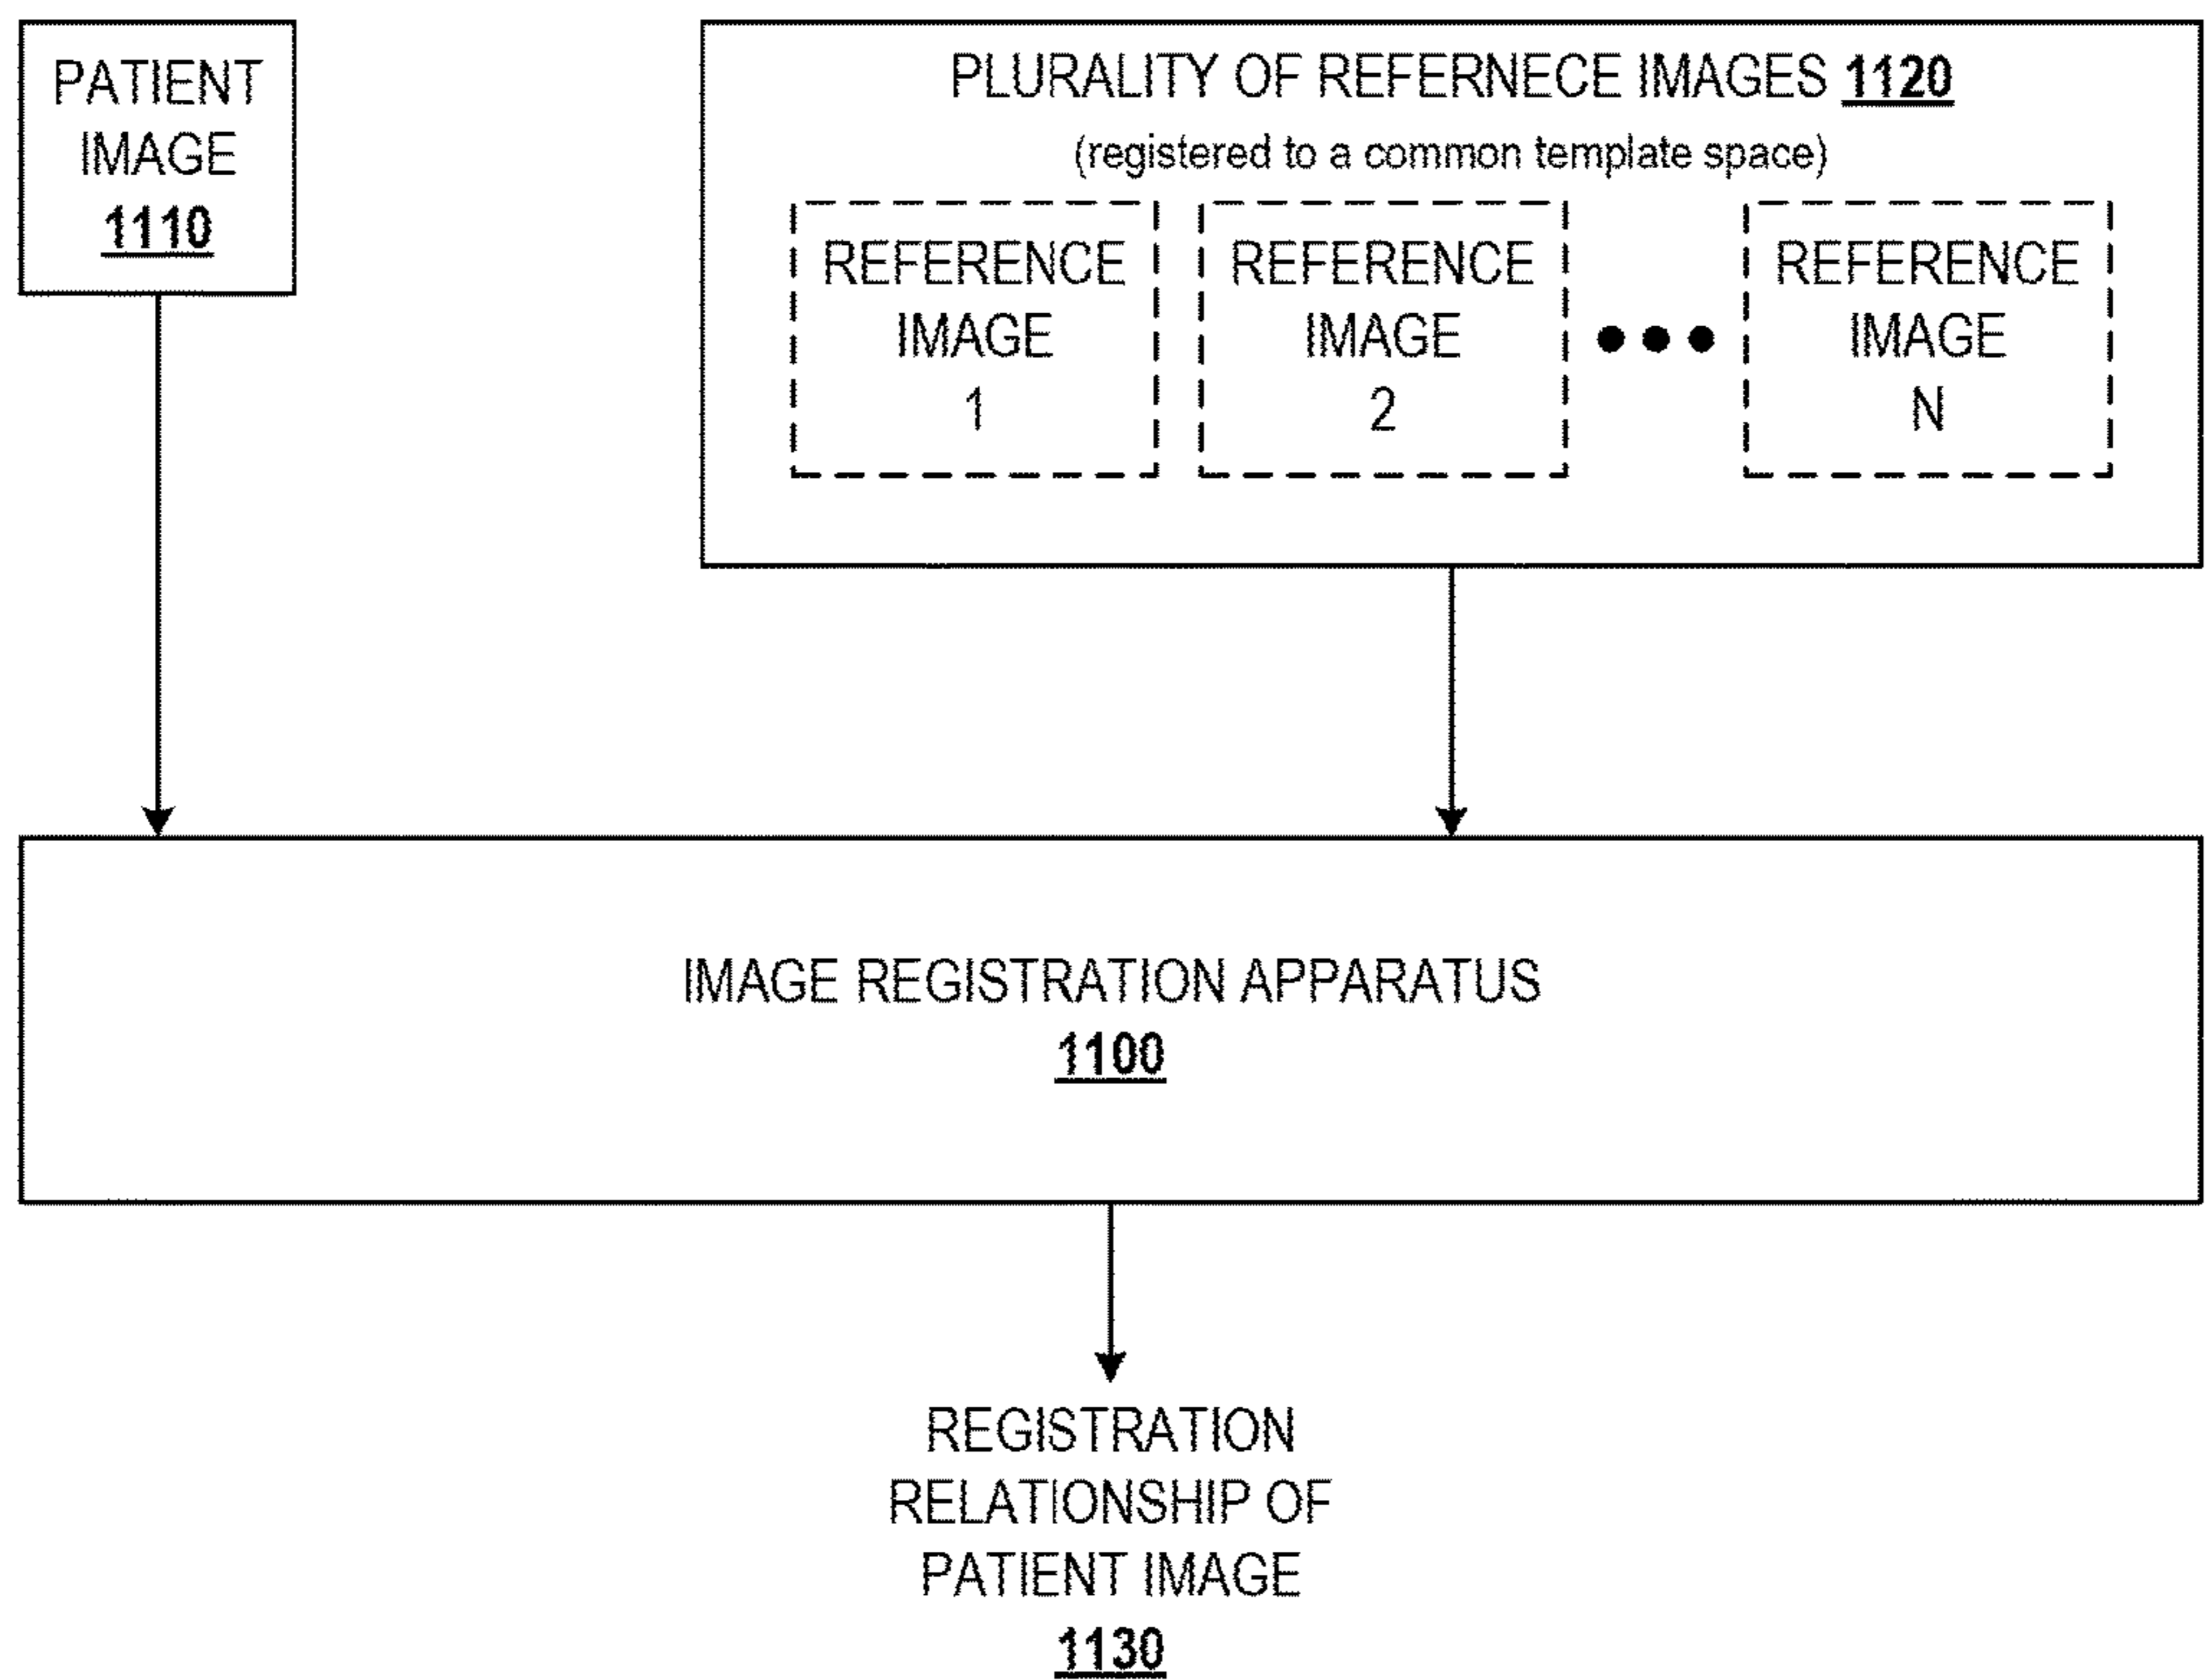 PATIENT
IMAGE
1110
PLURALITY OF REFERNECE IMAGES 1120
(registered to a common template space)
REFERENCE
IMAGE
1
REFERENCE
IMAGE
2
REFERENCE
IMAGE
N
IMAGE REGISTRATION APPARATUS
1100
REGISTRATION
RELATIONSHIP OF
PATIENT IMAGE
1130